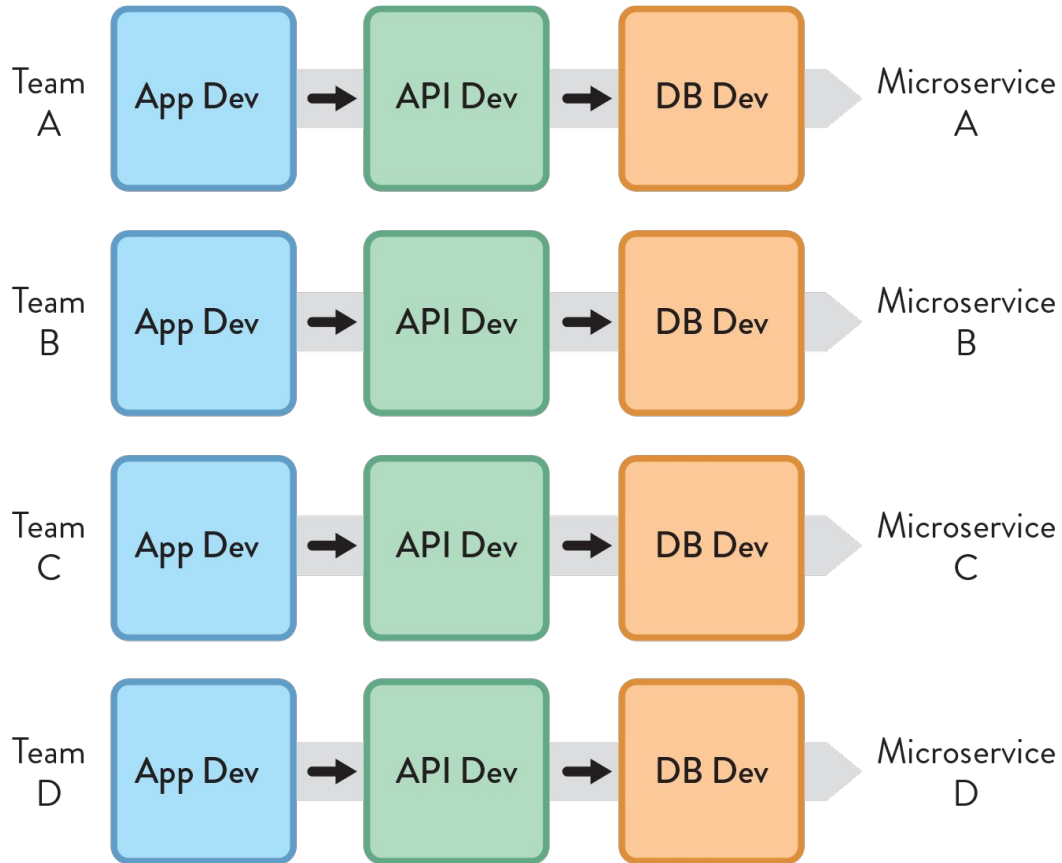 Team
A
App Dev
API Dev
DB Dev
Microservice
A
Team
B
App Dev
API Dev
DB Dev
Microservice
B
Team
C
App Dev
API Dev
DB Dev
Microservice
C
Team
D
App Dev
API Dev
DB Dev
Microservice
D